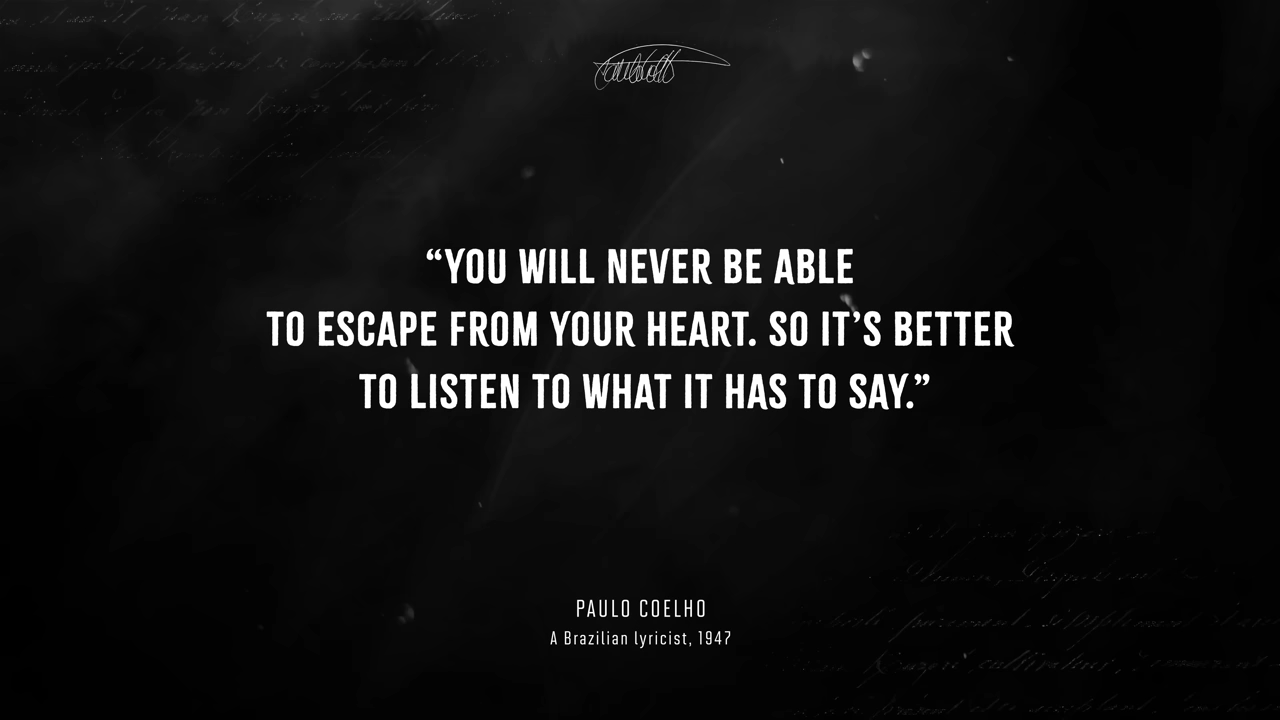 “YOU WILL NEVER BE ABLE
TO ESCAPE FROM YOUR HEART. SO IT’S BETTER
TO LISTEN TO WHAT IT HAS TO SAY.”
PAULO COELHO
A Brazilian lyricist, 1947